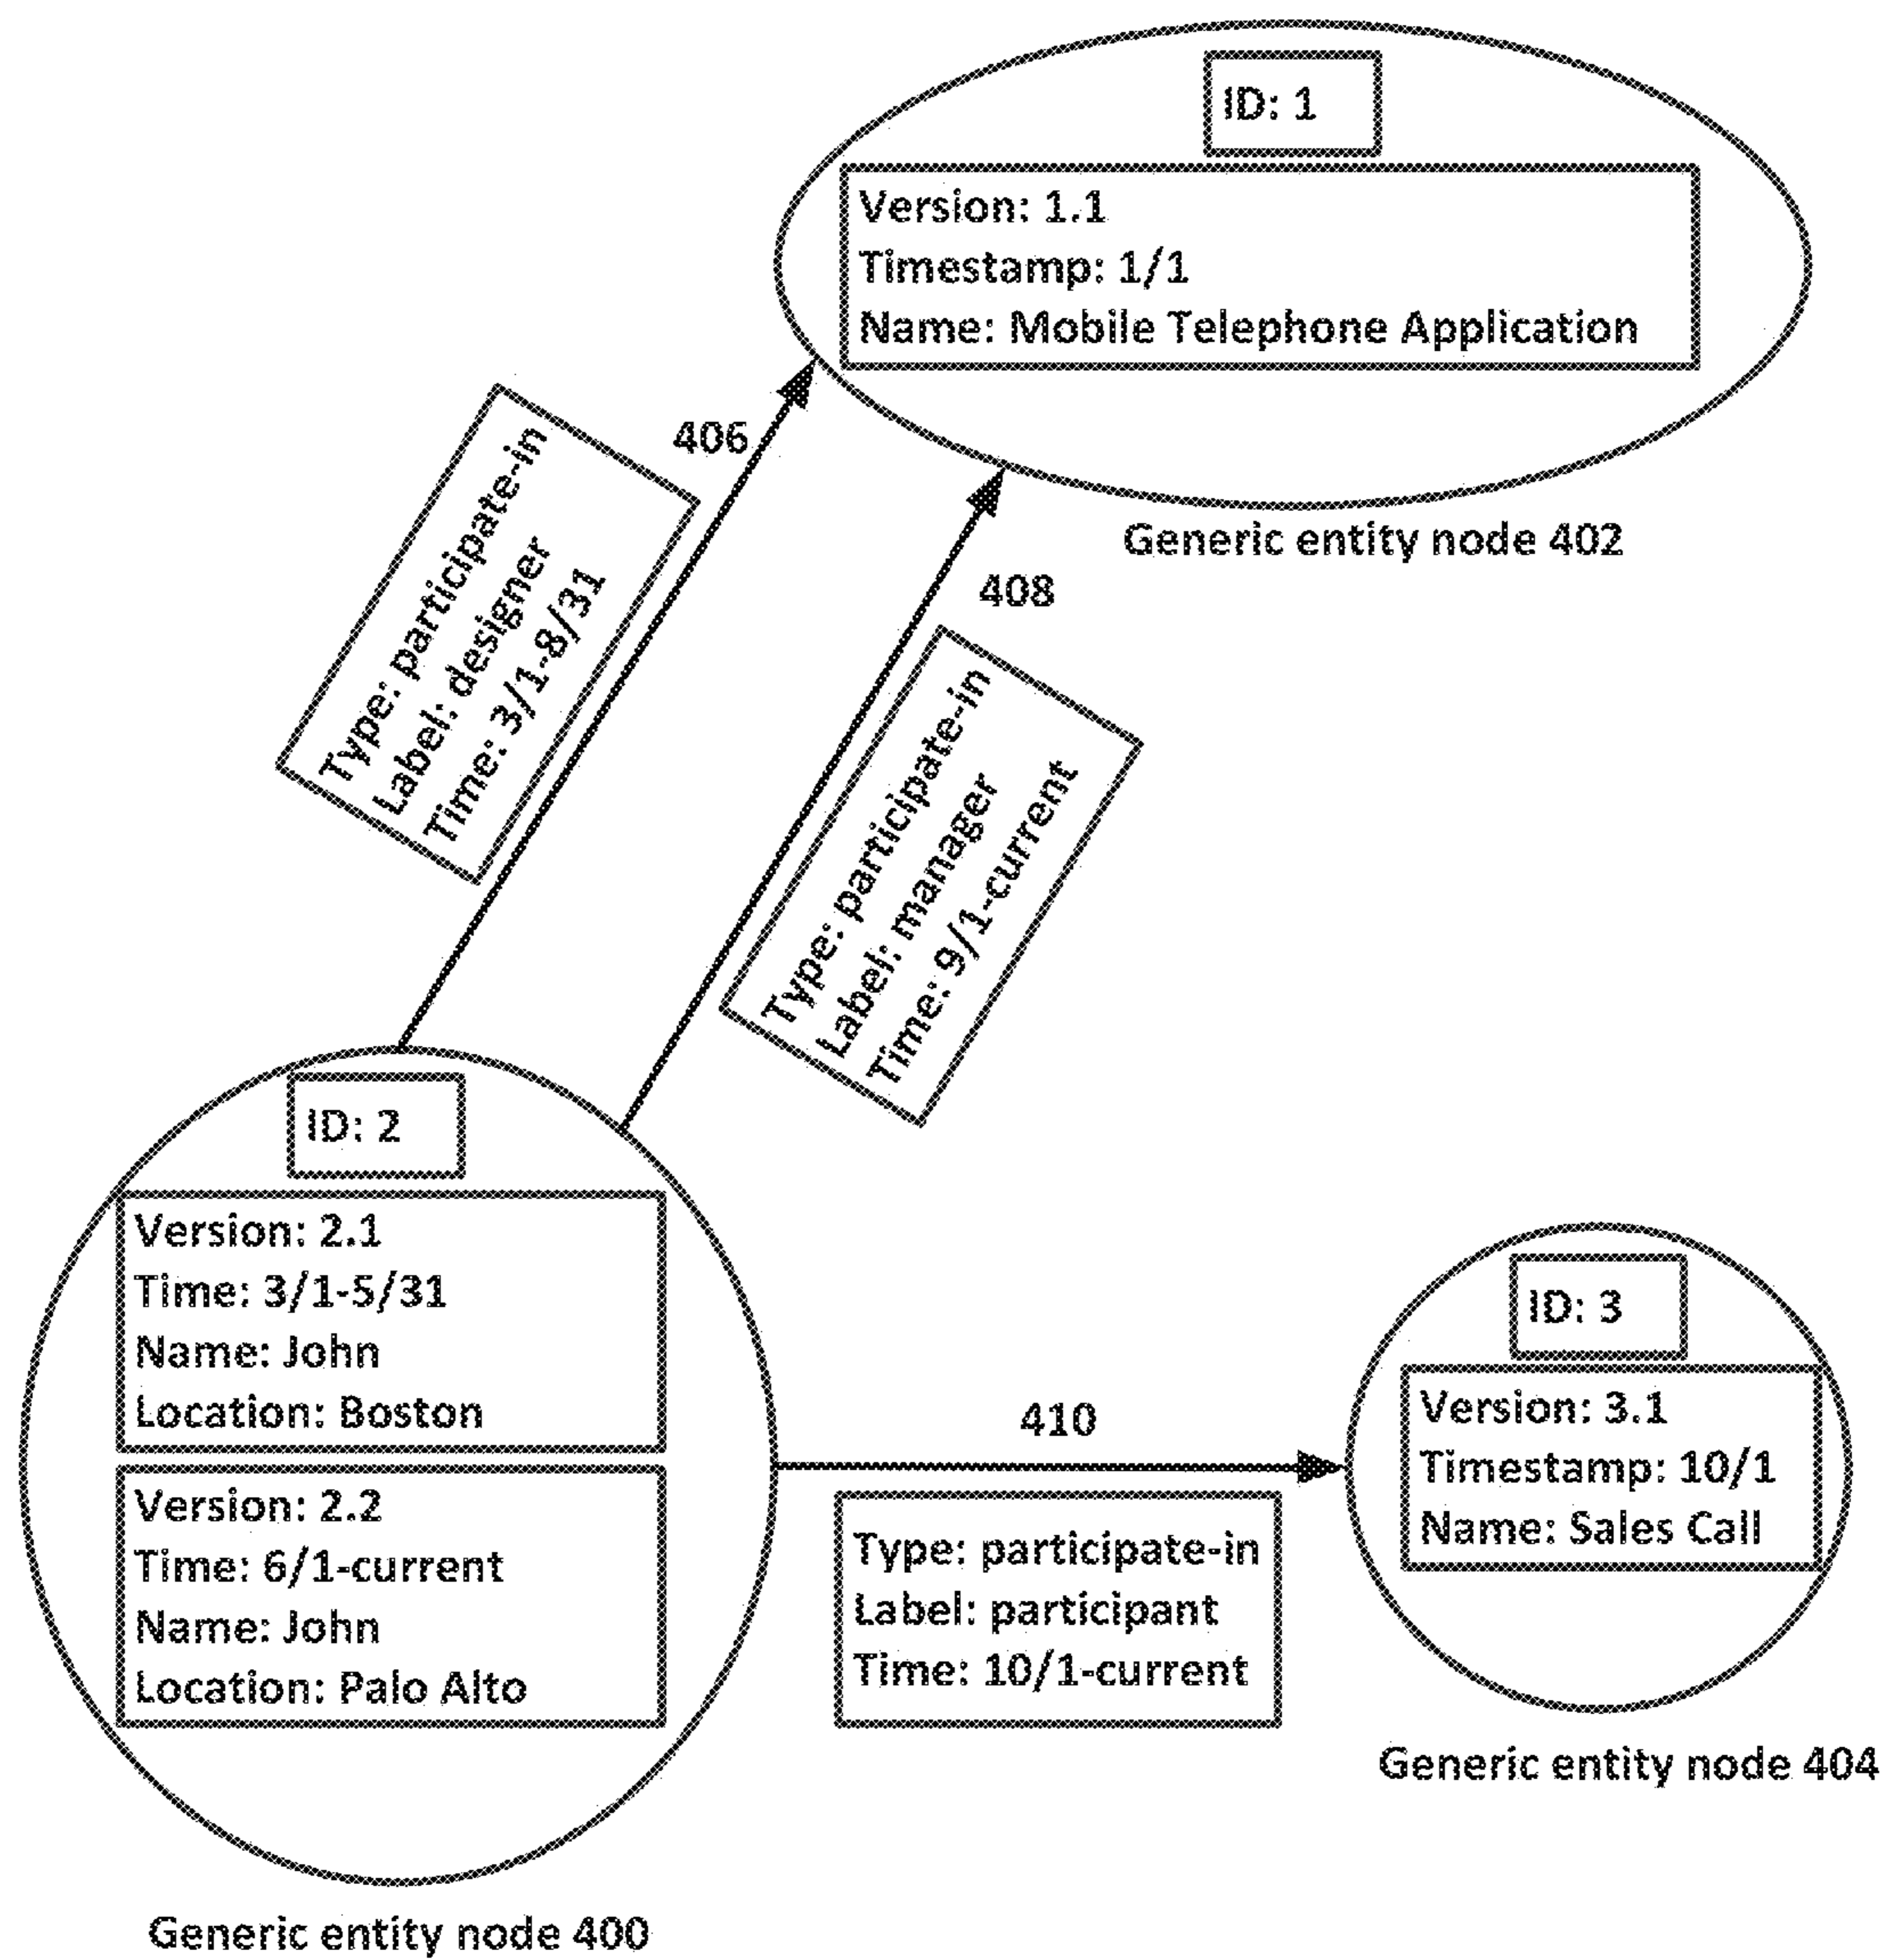 ID: 1
Version: 1.1
Timestamp: 1/1
Name: Mobile Telephone Application
Generic entity node 402
406
Type: participate-in
Label: designer
Time: 3/1-8/31
408
Type: participate-in
Label: manager
Time: 9/1-current
ID: 2
Version: 2.1
Time: 3/1-5/31
Name: John
Location: Boston
Version: 2.2
Time: 6/1-current
Name: John
Location: Palo Alto
Generic entity node 400
410
Type: participate-in
Label: participant
Time: 10/1-current
ID: 3
Version: 3.1
Timestamp: 10/1
Name: Sales Call
Generic entity node 404